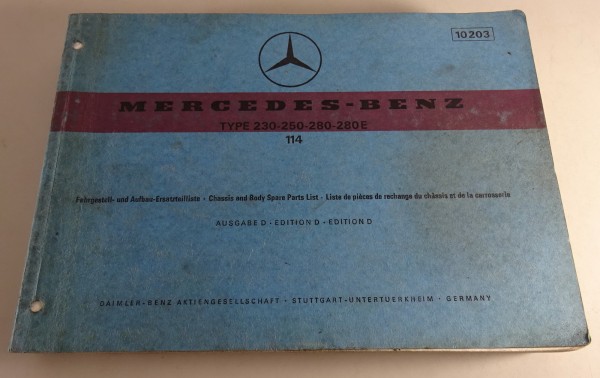 10203
MERCEDES-BENZ
TYPE 230-250-280-280E
114
Fahrgestell- und Aufbau-Ersatzteilliste · Chassis and Body Spare Parts List · Liste de pièces de rechange du châssis et de la carrosserie
AUSGABE D · EDITION D · EDITION D
DAIMLER-BENZ AKTIENGESELLSCHAFT · STUTTGART-UNTERTUERKHEIM · GERMANY